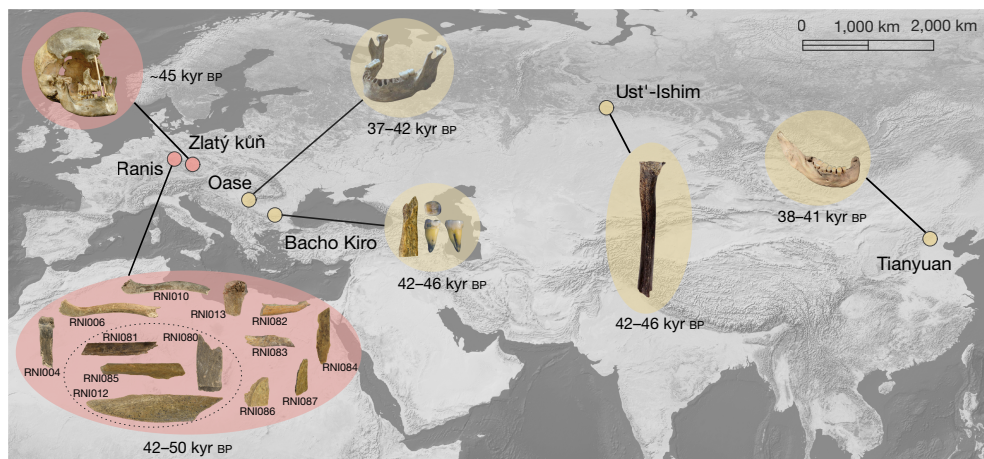 0 1,000 km 2,000 km
~45 kyr BP
Ust'-Ishim
37–42 kyr BP
Zlatý kůň
Ranis
Oase
38–41 kyr BP
Bacho Kiro
Tianyuan
42–46 kyr BP
42–46 kyr BP
RNI010
RNI006
RNI013
RNI082
RNI081
RNI080
RNI083
RNI004
RNI084
RNI085
RNI012
RNI087
RNI086
42–50 kyr BP